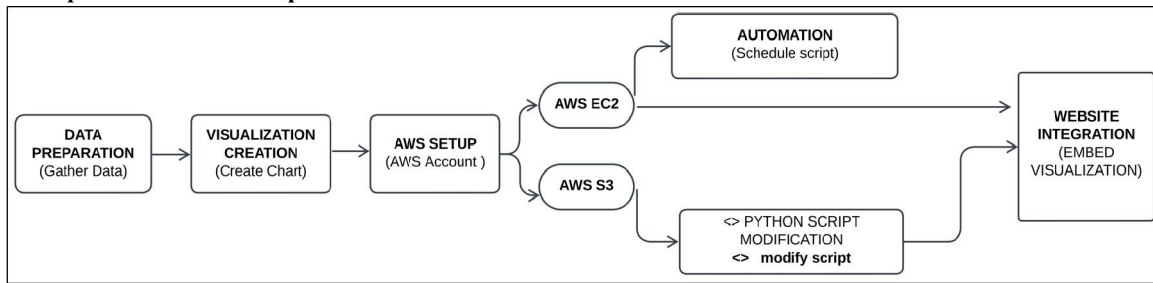 DATA
PREPARATION
(Gather Data)
VISUALIZATION
CREATION
(Create Chart)
AWS SETUP
(AWS Account )
AWS EC2
AWS S3
AUTOMATION
(Schedule script)
<> PYTHON SCRIPT
MODIFICATION
<> modify script
WEBSITE
INTEGRATION
(EMBED
VISUALIZATION)